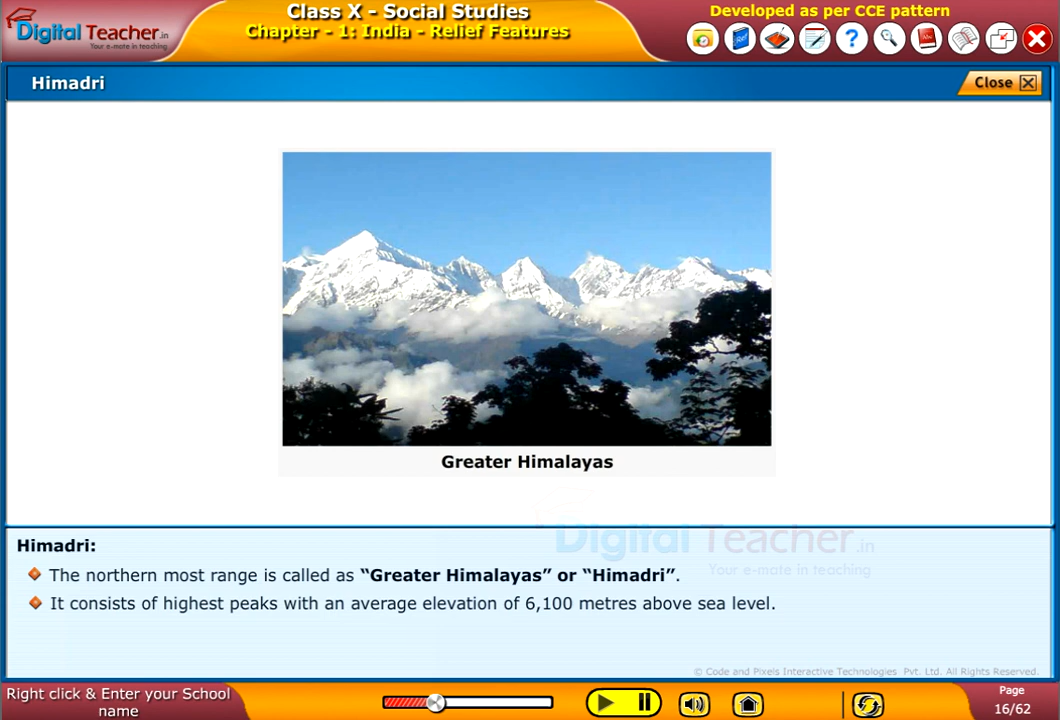 Digital Teacher.in
Your e-mate in teaching
Class X - Social Studies
Chapter - 1: India - Relief Features
Developed as per CCE pattern
Himadri
Close
Greater Himalayas
Digital Teacher.in
Your e-mate in teaching
Himadri:
The northern most range is called as “Greater Himalayas” or “Himadri”.
It consists of highest peaks with an average elevation of 6,100 metres above sea level.
© Code and Pixels Interactive Technologies Pvt. Ltd. All Rights Reserved.
Right click & Enter your School
name
Page
16/62